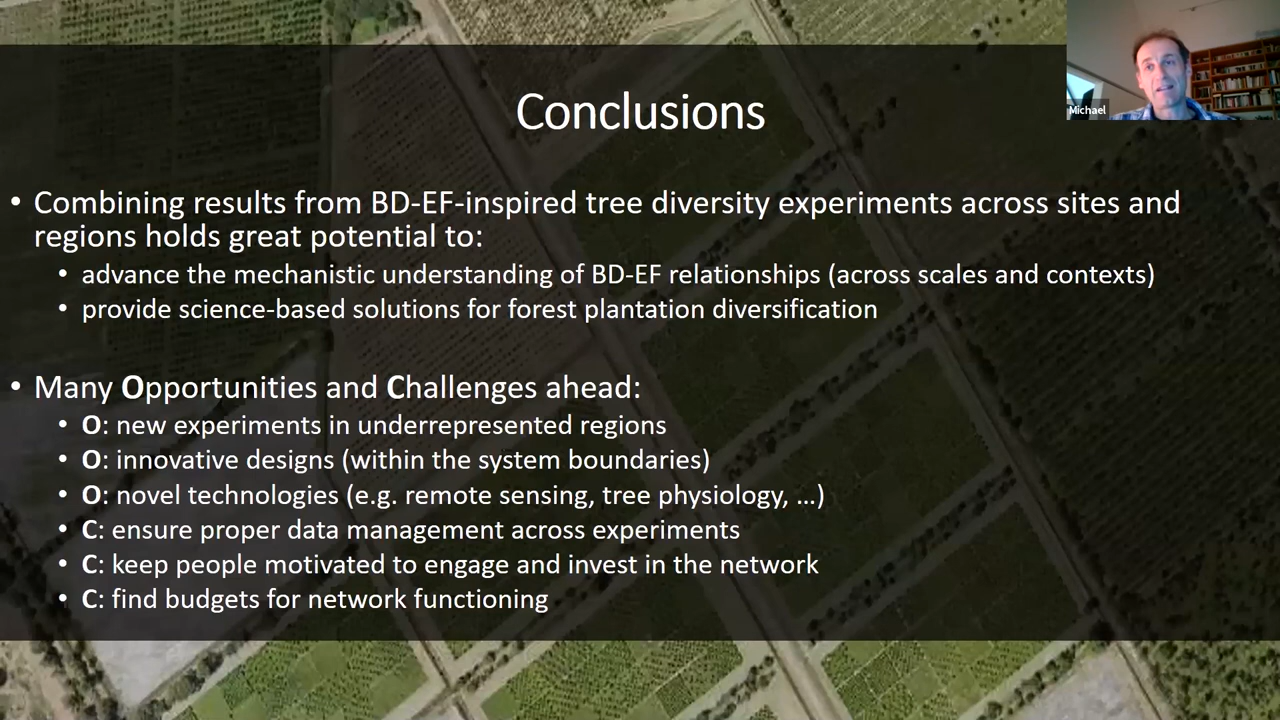 Michael
Conclusions
• Combining results from BD-EF-inspired tree diversity experiments across sites and
regions holds great potential to:
• advance the mechanistic understanding of BD-EF relationships (across scales and contexts)
• provide science-based solutions for forest plantation diversification
• Many Opportunities and Challenges ahead:
• O: new experiments in underrepresented regions
• O: innovative designs (within the system boundaries)
• O: novel technologies (e.g. remote sensing, tree physiology, ...)
• C: ensure proper data management across experiments
• C: keep people motivated to engage and invest in the network
• C: find budgets for network functioning